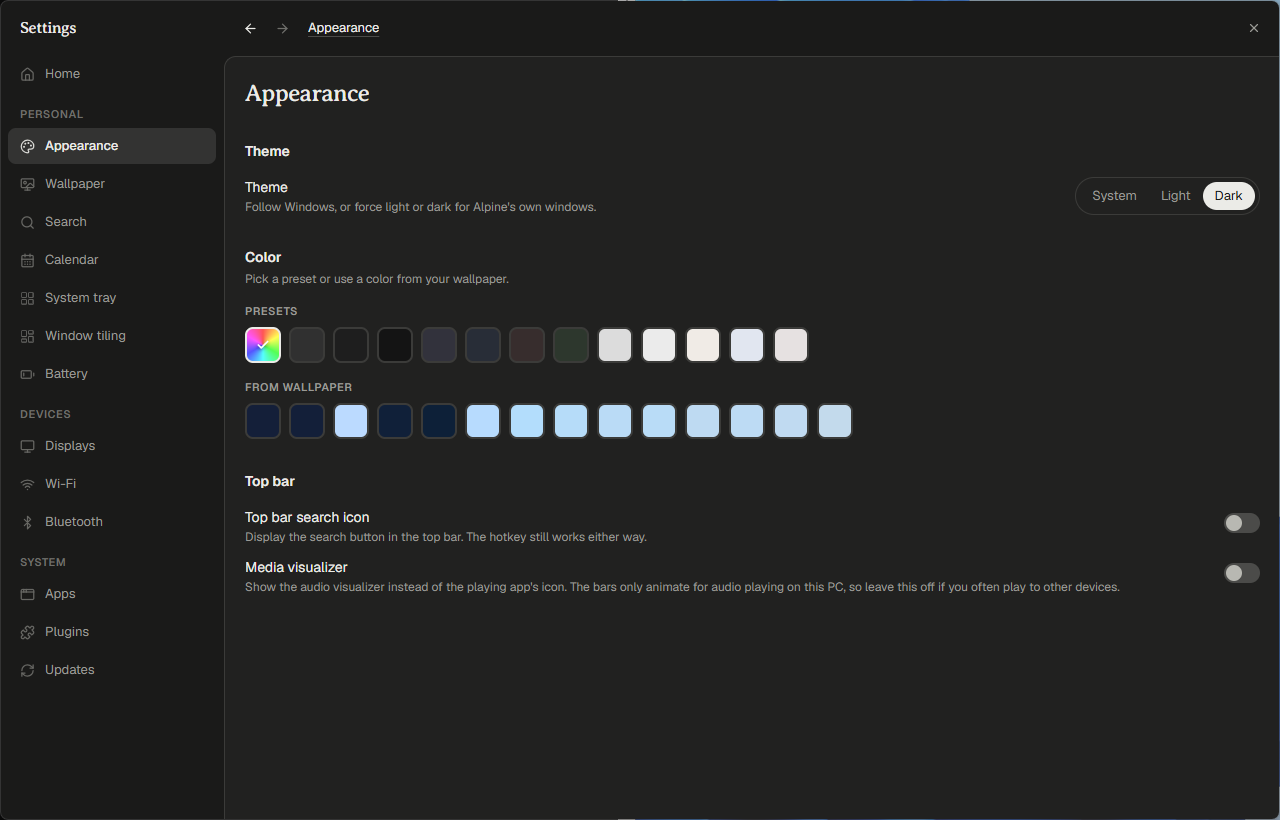 Settings
Appearance
Home
PERSONAL
Appearance
Wallpaper
Search
Calendar
System tray
Window tiling
Battery
DEVICES
Displays
Wi-Fi
Bluetooth
SYSTEM
Apps
Plugins
Updates
Appearance
Theme
Theme
Follow Windows, or force light or dark for Alpine's own windows.
System Light Dark
Color
Pick a preset or use a color from your wallpaper.
PRESETS
FROM WALLPAPER
Top bar
Top bar search icon
Display the search button in the top bar. The hotkey still works either way.
Media visualizer
Show the audio visualizer instead of the playing app's icon. The bars only animate for audio playing on this PC, so leave this off if you often play to other devices.